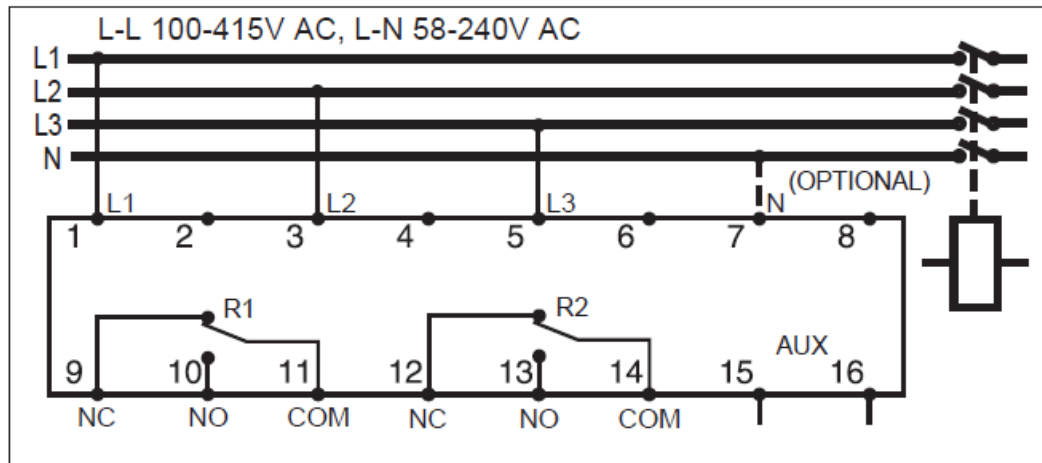 L-L 100-415V AC, L-N 58-240V AC
L1
L2
L3
N
(OPTIONAL)
L1 L2 L3 N
1 2 3 4 5 6 7 8
R1 R2
AUX
9 10 11 12 13 14 15 16
NC NO COM NC NO COM